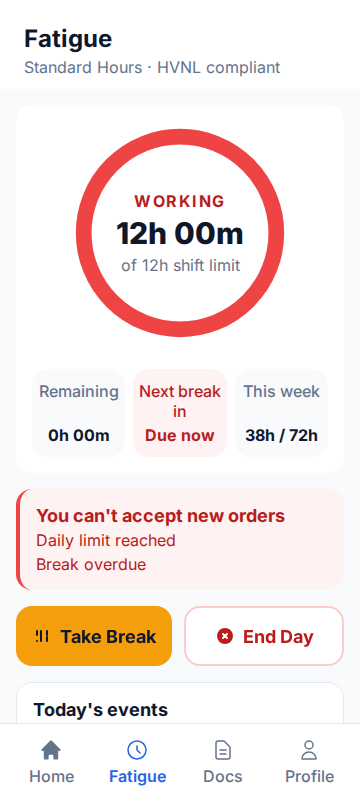 Fatigue
Standard Hours · HVNL compliant
WORKING
12h 00m
of 12h shift limit
Remaining
0h 00m
Next break
in
Due now
This week
38h / 72h
You can't accept new orders
Daily limit reached
Break overdue
Take Break
End Day
Today's events
Home
Fatigue
Docs
Profile